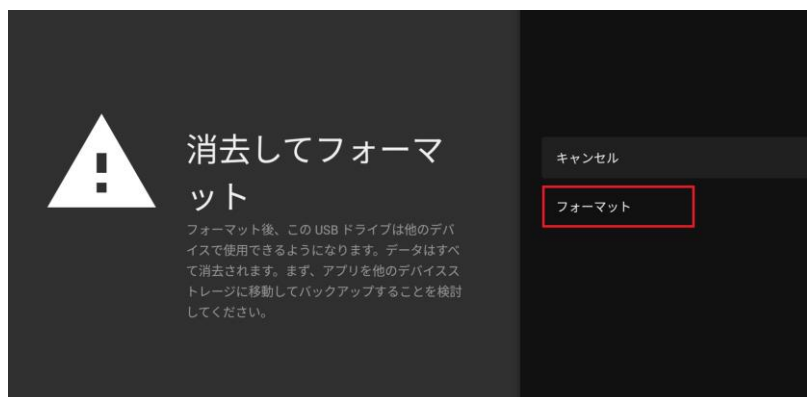 消去してフォーマ
ット
フォーマット後、この USB ドライブは他のデバ
イスで使用できるようになります。データはすべ
て消去されます。まず、アプリを他のデバイスス
トレージに移動してバックアップすることを検討
してください。
キャンセル
フォーマット